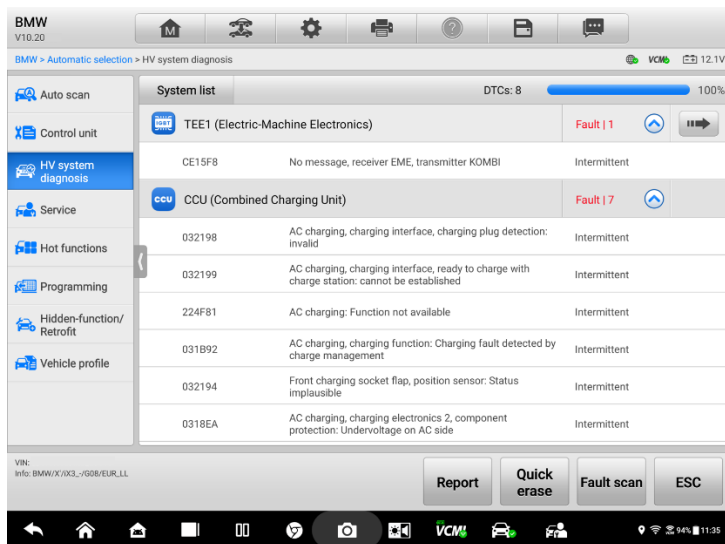 BMW
V10.20
M
?
BMW > Automatic selection > HV system diagnosis
VCMI
12.1V
Auto scan
Control unit
HV system
diagnosis
Service
Hot functions
Programming
Hidden-function/
Retrofit
Vehicle profile
System list
DTCs: 8
100%
IGBT
TEE1 (Electric-Machine Electronics)
Fault | 1
CE15F8
No message, receiver EME, transmitter KOMBI
Intermittent
CCU
CCU (Combined Charging Unit)
Fault | 7
032198
AC charging, charging interface, charging plug detection:
invalid
Intermittent
032199
AC charging, charging interface, ready to charge with
charge station: cannot be established
Intermittent
224F81
AC charging: Function not available
Intermittent
031B92
AC charging, charging function: Charging fault detected by
charge management
Intermittent
032194
Front charging socket flap, position sensor: Status
implausible
Intermittent
0318EA
AC charging, charging electronics 2, component
protection: Undervoltage on AC side
Intermittent
VIN:
Info: BMW/X'/iX3_-/G08/EUR_LL
Report
Quick
erase
Fault scan
ESC
VCMI
94%
11:35